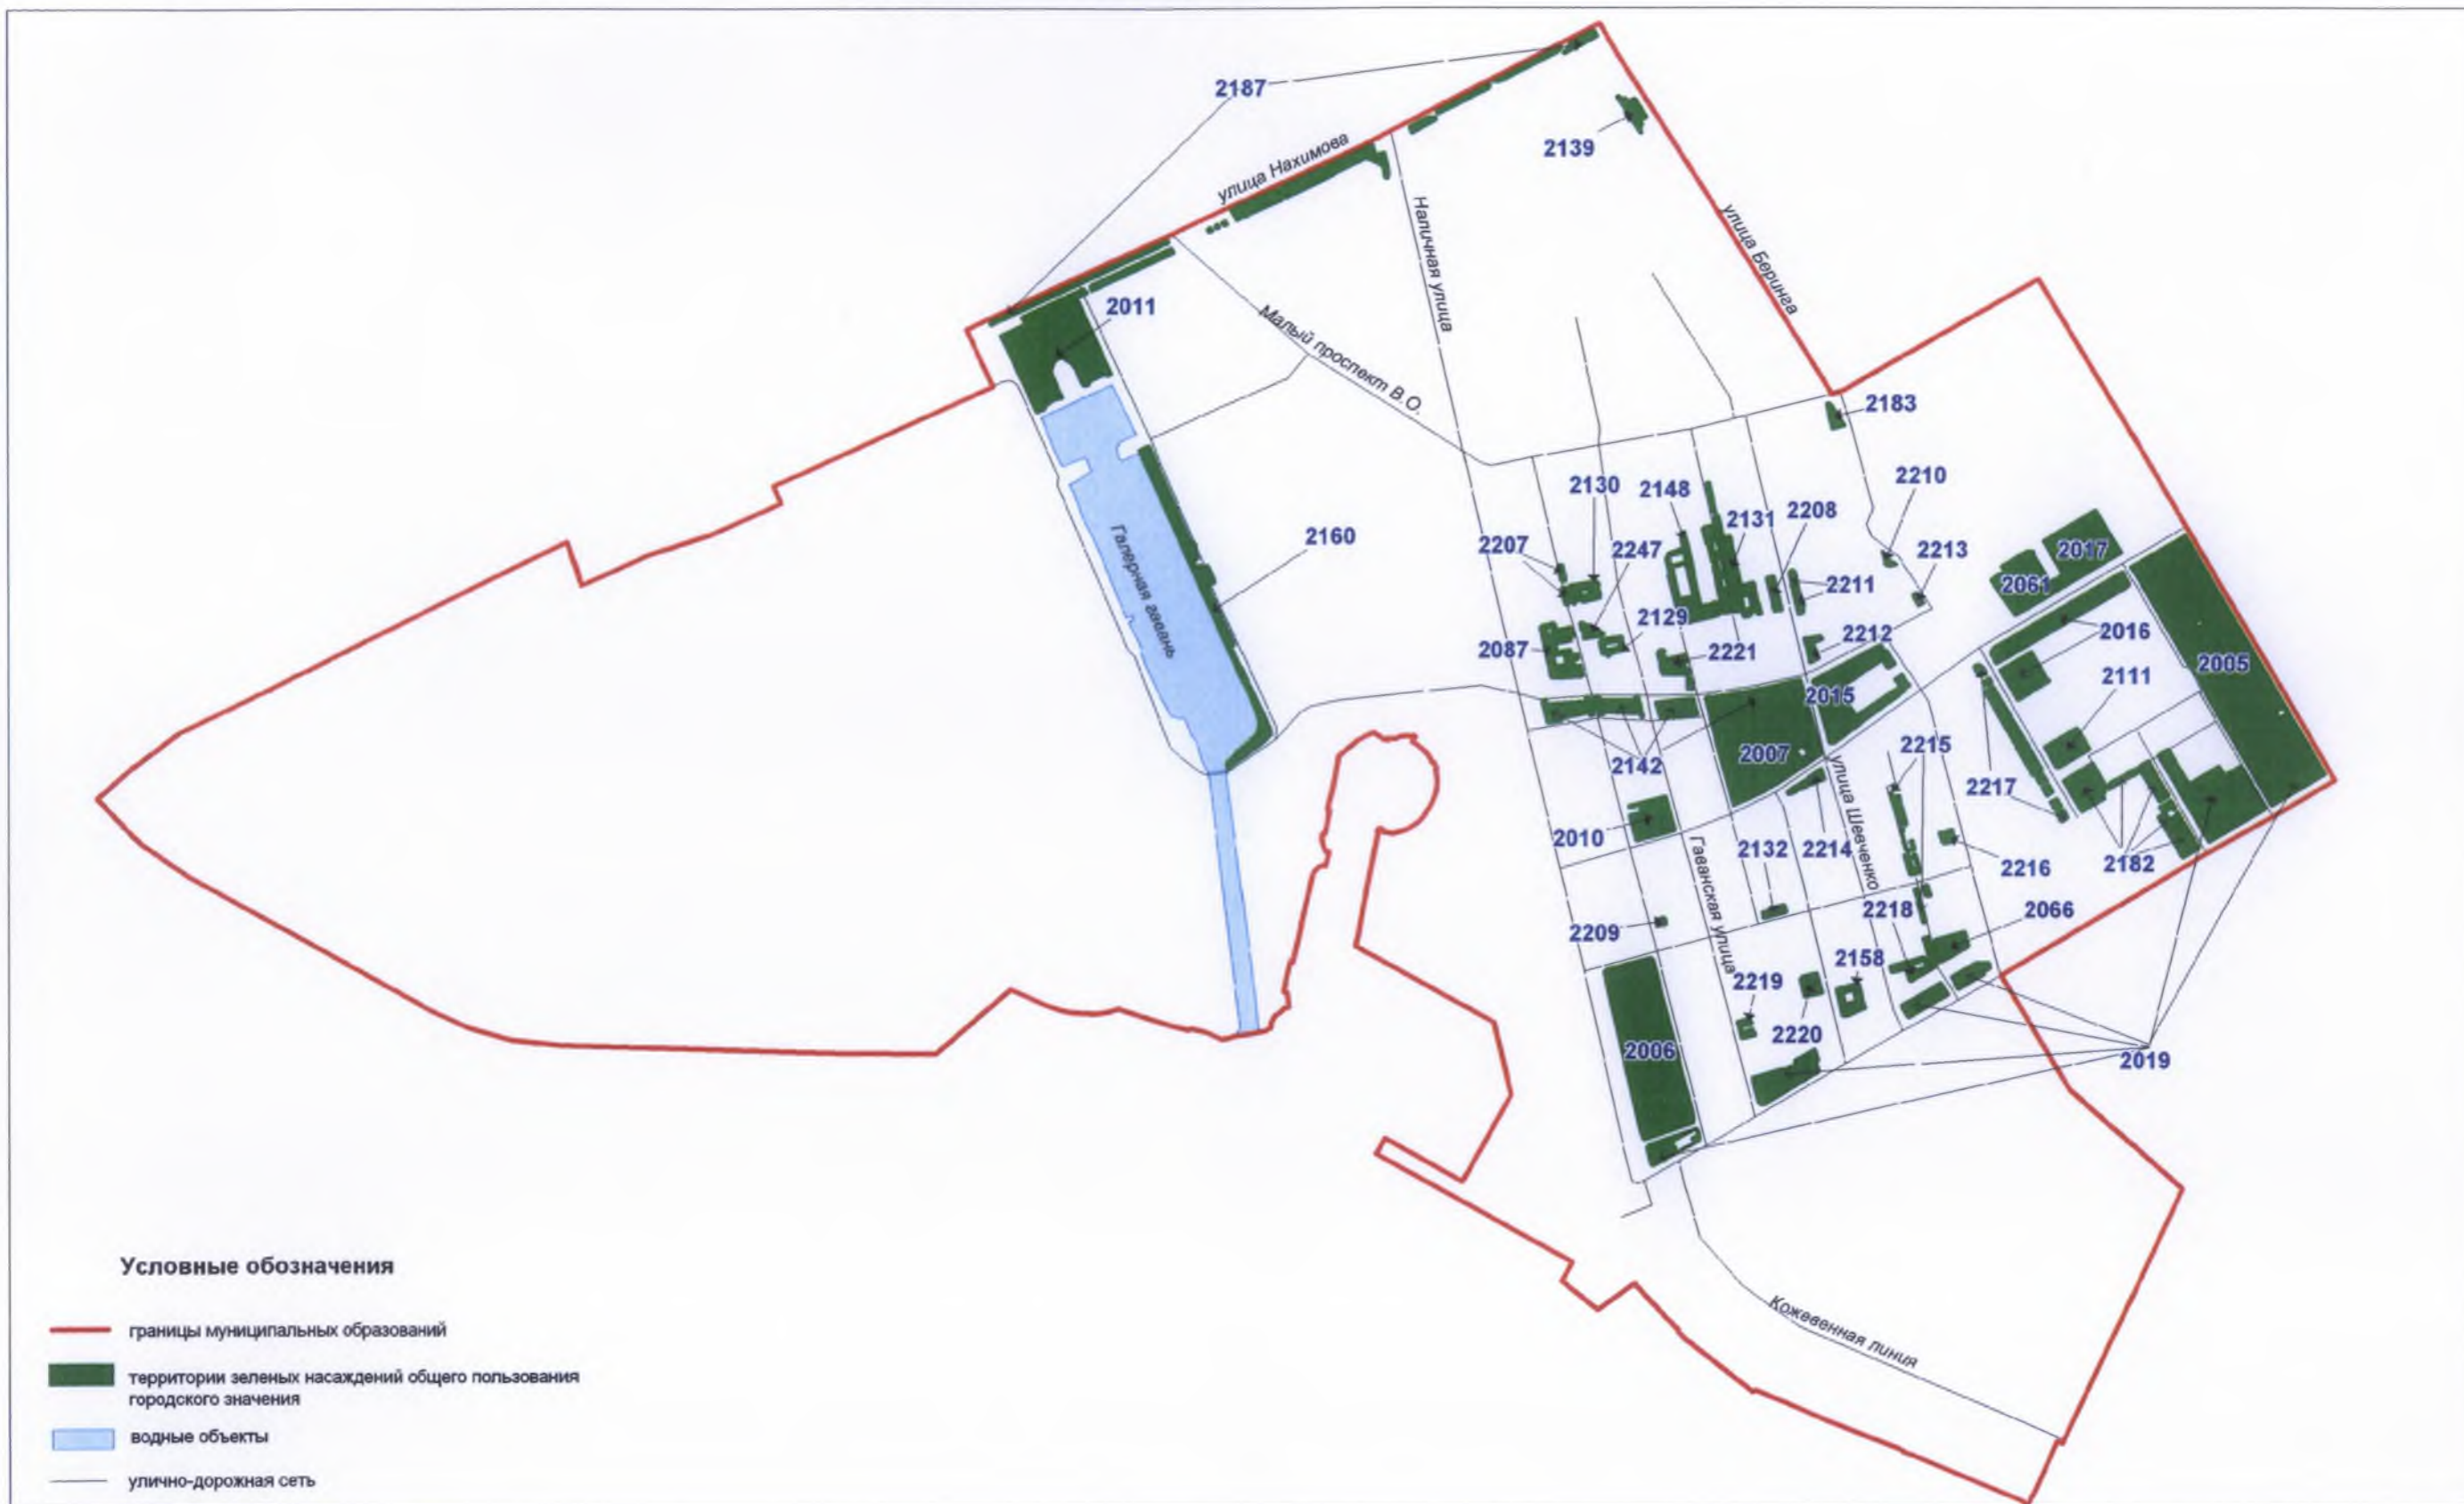 2187
улица Нахимова
2139
Наличная улица
улица Беринга
2011
Малый проспект В.О.
2183
2130
2148
2210
2131
2208
2160
2207
2247
2213
2017
Галерная гавань
2211
2061
2129
2212
2016
2087
2221
2005
2111
2015
2142
2007
2215
2217
улица Шевченко
2010
2132
2214
2216
2182
Гаванская улица
2209
2218
2066
2158
2219
2220
2006
2019
Кожевенная линия
Условные обозначения
границы муниципальных образований
территории зеленых насаждений общего пользования
городского значения
водные объекты
улично-дорожная сеть